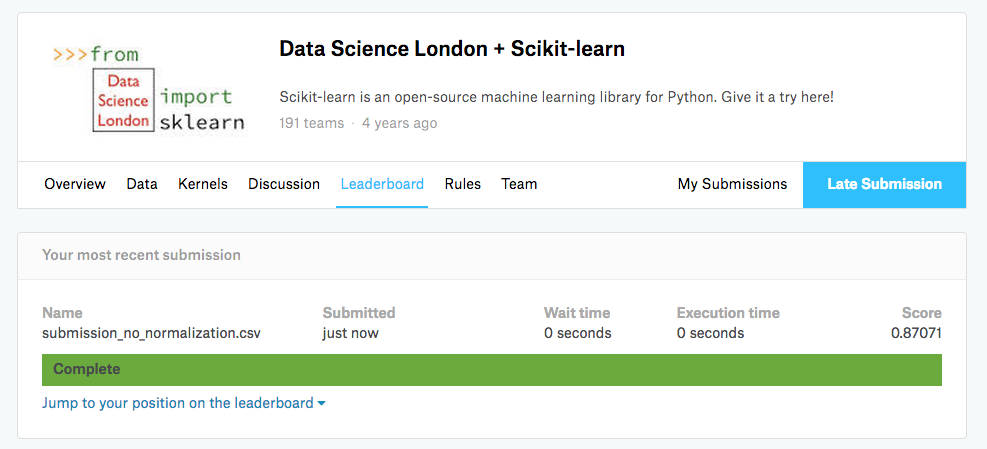 >>>from
Data
Science
London
import
sklearn
Data Science London + Scikit-learn
Scikit-learn is an open-source machine learning library for Python. Give it a try here!
191 teams · 4 years ago
Overview Data Kernels Discussion Leaderboard Rules Team My Submissions Late Submission
Your most recent submission
Name Submitted Wait time Execution time Score
submission_no_normalization.csv just now 0 seconds 0 seconds 0.87071
Complete
Jump to your position on the leaderboard